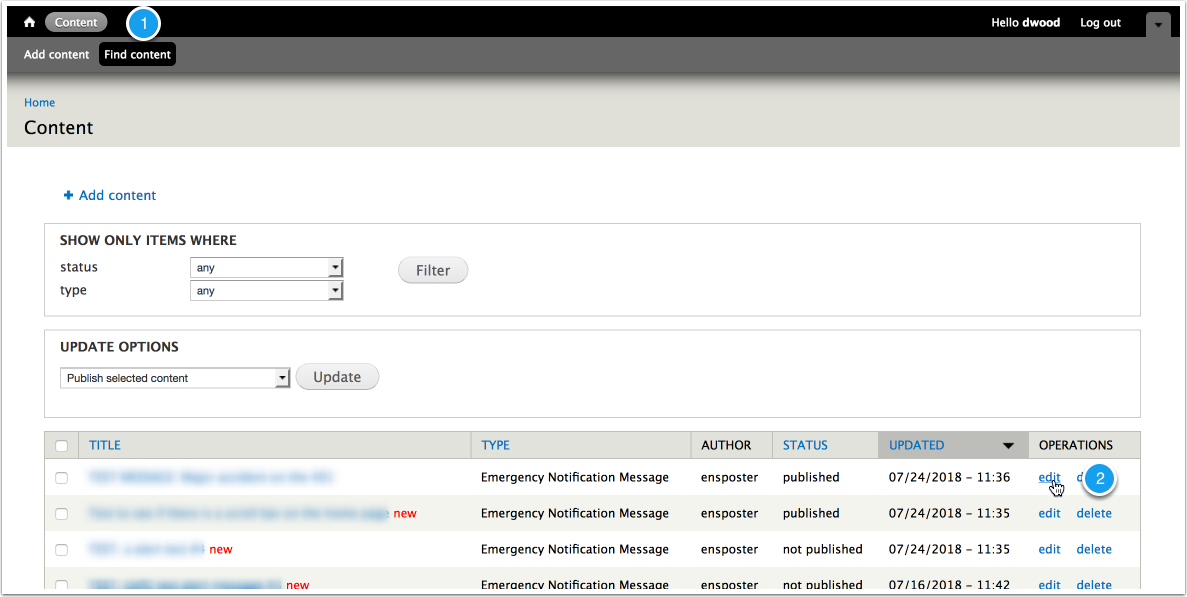 Content 1 Hello dwood Log out
Add content Find content
Home
Content
Add content
SHOW ONLY ITEMS WHERE
status any Filter
type any
UPDATE OPTIONS
Publish selected content Update
TITLE TYPE AUTHOR STATUS UPDATED OPERATIONS
Emergency Notification Message ensposter published 07/24/2018 – 11:36 edit 2
new Emergency Notification Message ensposter published 07/24/2018 – 11:35 edit delete
new Emergency Notification Message ensposter not published 07/24/2018 – 11:35 edit delete
new Emergency Notification Message ensposter not published 07/16/2018 – 11:42 edit delete